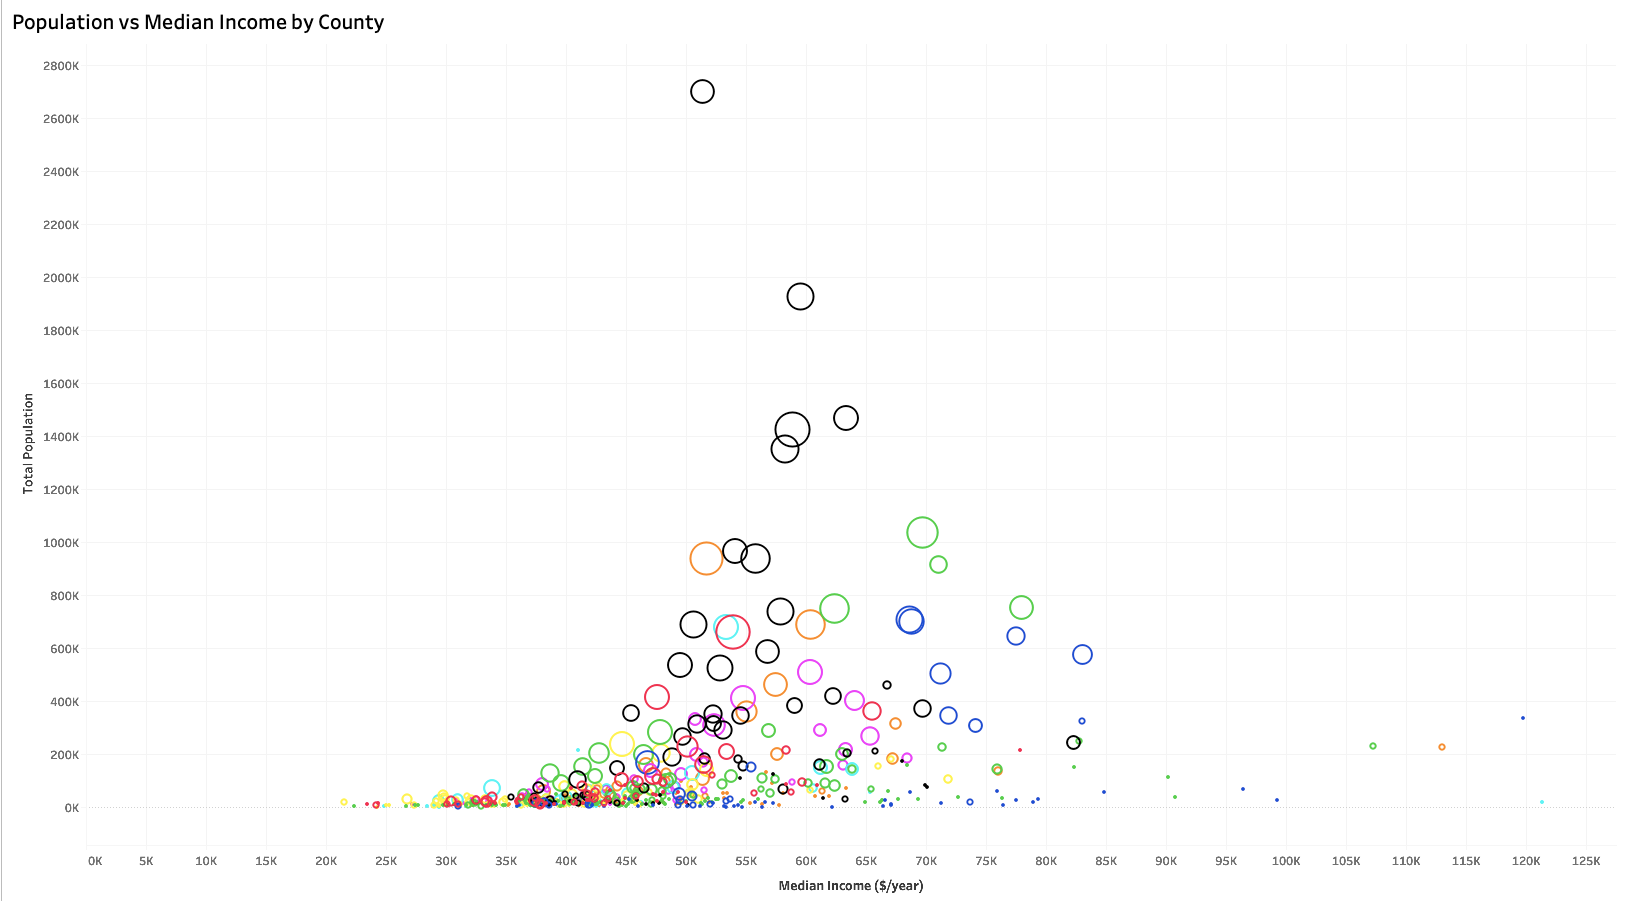 Population vs Median Income by County
2800K
2600K
2400K
2200K
2000K
1800K
1600K
1400K
1200K
1000K
800K
600K
400K
200K
0K
Total Population
0K 5K 10K 15K 20K 25K 30K 35K 40K 45K 50K 55K 60K 65K 70K 75K 80K 85K 90K 95K 100K 105K 110K 115K 120K 125K
Median Income ($/year)